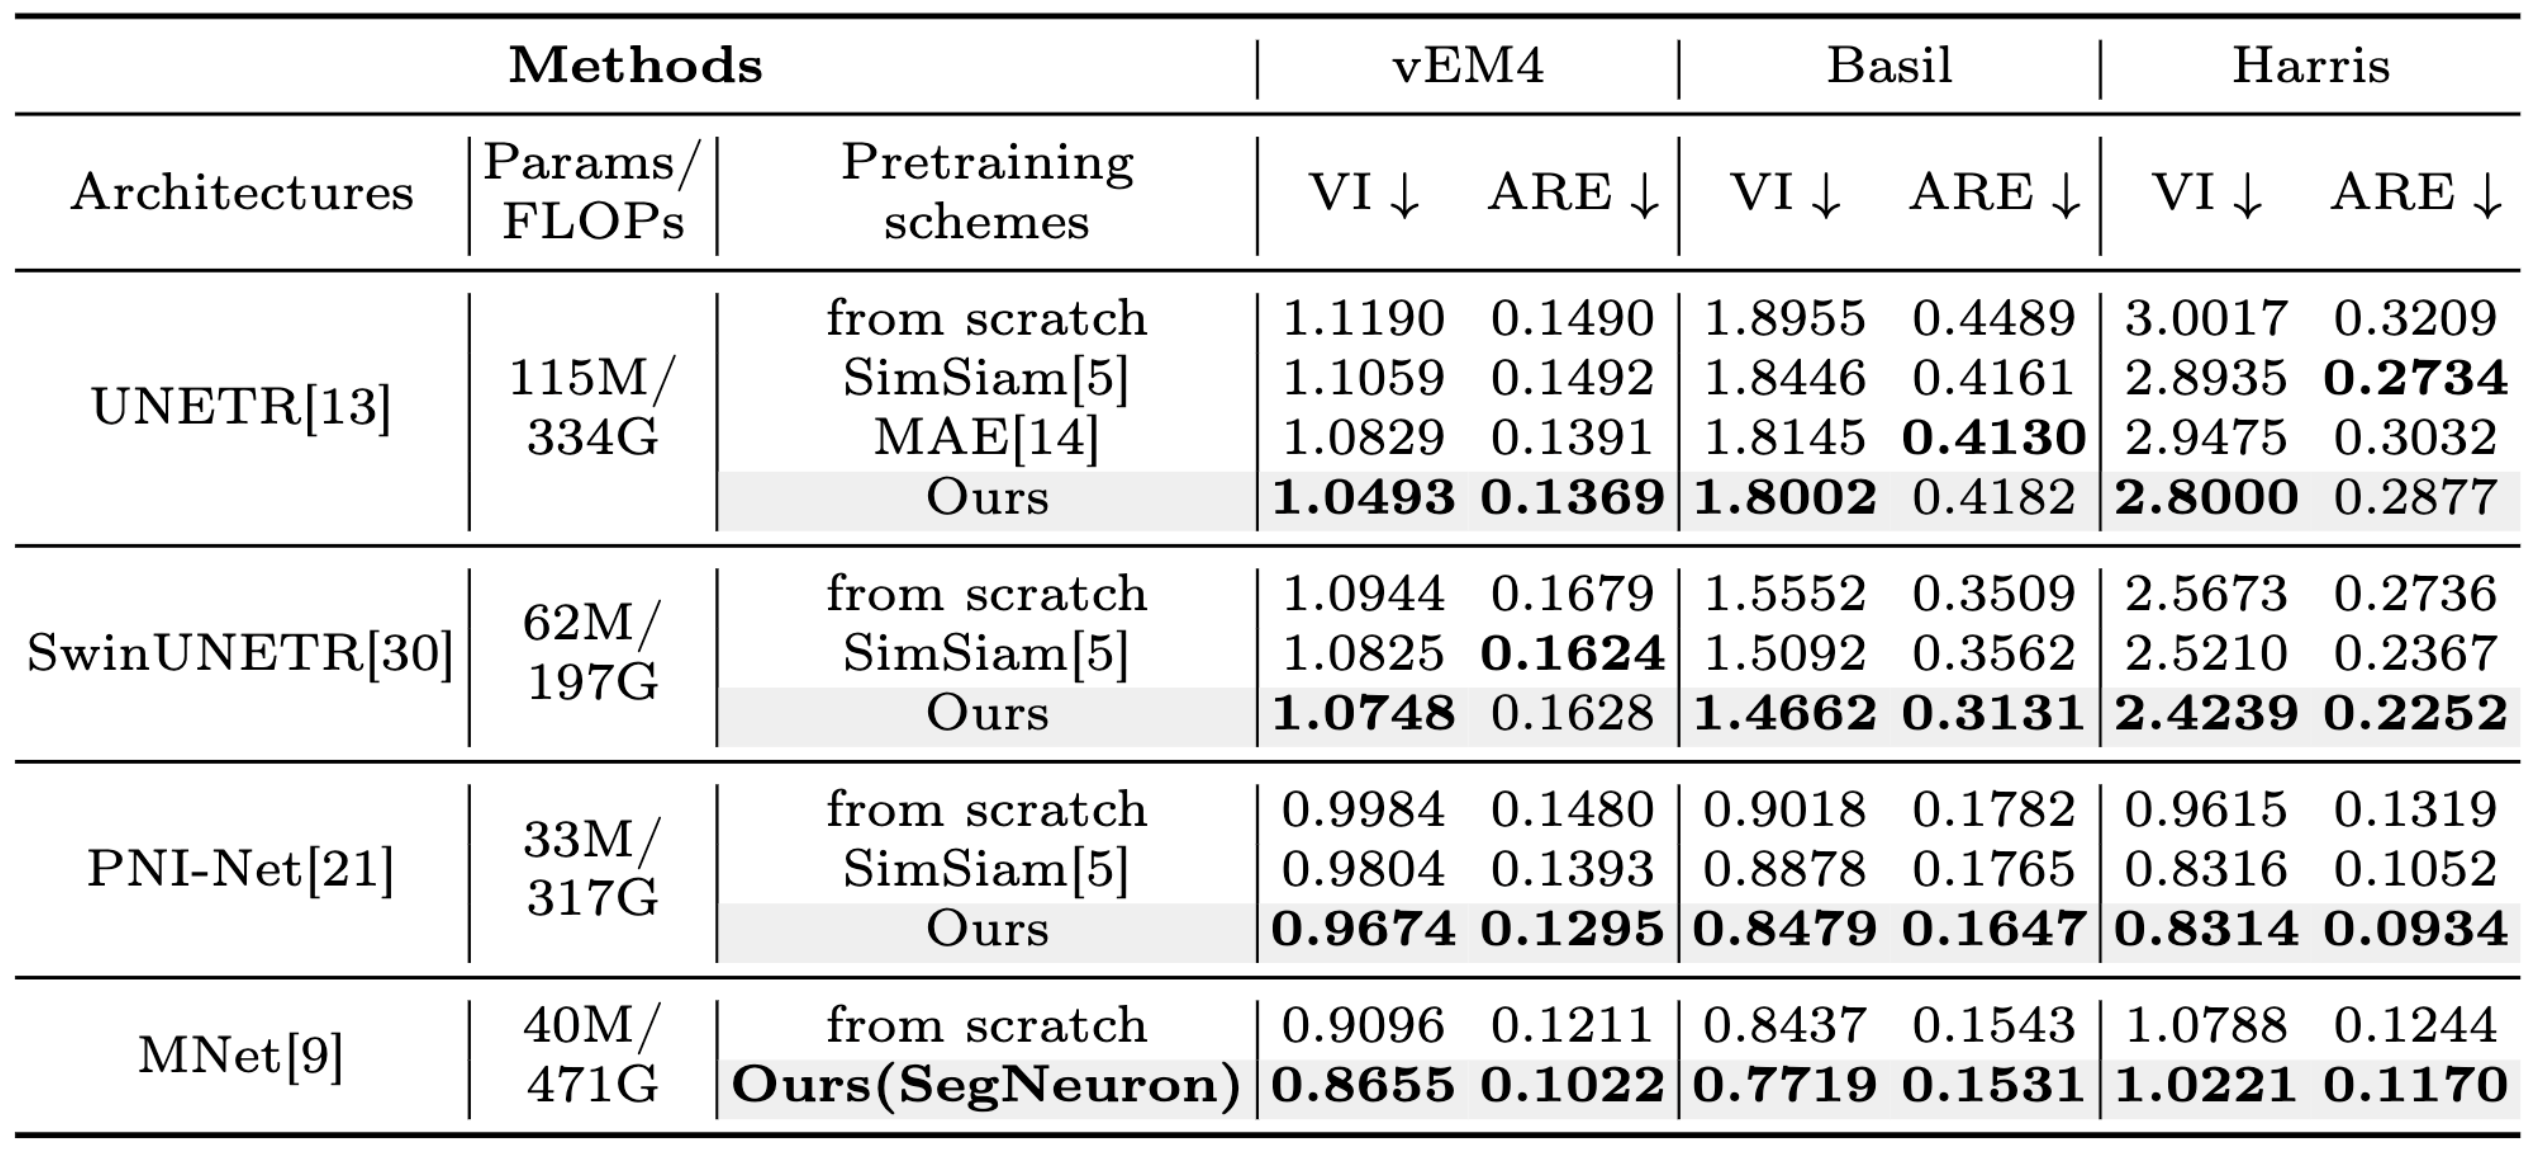 Methods vEM4 Basil Harris
Architectures Params/ FLOPs Pretraining schemes VI ↓ ARE ↓ VI ↓ ARE ↓ VI ↓ ARE ↓
UNETR[13] 115M/ 334G
from scratch 1.1190 0.1490 1.8955 0.4489 3.0017 0.3209
SimSiam[5] 1.1059 0.1492 1.8446 0.4161 2.8935 0.2734
MAE[14] 1.0829 0.1391 1.8145 0.4130 2.9475 0.3032
Ours 1.0493 0.1369 1.8002 0.4182 2.8000 0.2877
SwinUNETR[30] 62M/ 197G
from scratch 1.0944 0.1679 1.5552 0.3509 2.5673 0.2736
SimSiam[5] 1.0825 0.1624 1.5092 0.3562 2.5210 0.2367
Ours 1.0748 0.1628 1.4662 0.3131 2.4239 0.2252
PNI-Net[21] 33M/ 317G
from scratch 0.9984 0.1480 0.9018 0.1782 0.9615 0.1319
SimSiam[5] 0.9804 0.1393 0.8878 0.1765 0.8316 0.1052
Ours 0.9674 0.1295 0.8479 0.1647 0.8314 0.0934
MNet[9] 40M/ 471G
from scratch 0.9096 0.1211 0.8437 0.1543 1.0788 0.1244
Ours(SegNeuron) 0.8655 0.1022 0.7719 0.1531 1.0221 0.1170